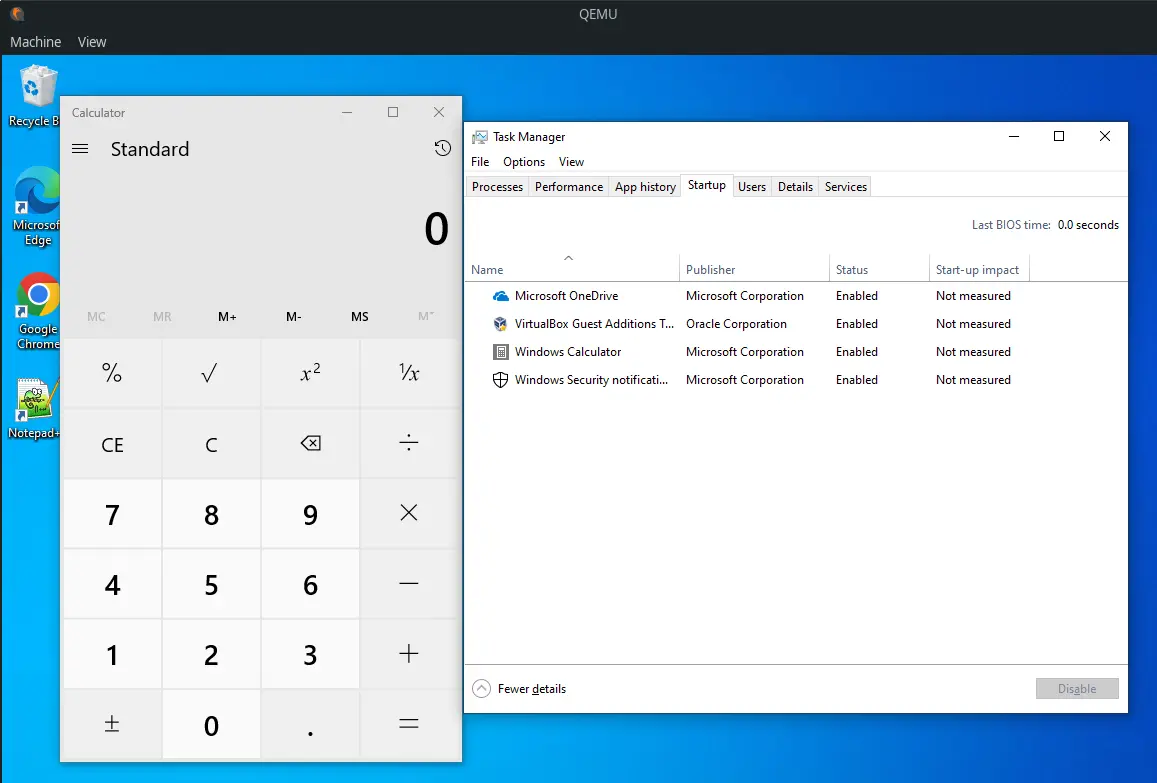 QEMU
Machine View
Recycle B
Microsof
Edge
Google
Chrome
Notepad+
Calculator
Standard
0
MC MR M+ M- MS M˅
% √ x² ¹/x
CE C ÷
7 8 9 ×
4 5 6 −
1 2 3 +
± 0 . =
Task Manager
File Options View
Processes Performance App history Startup Users Details Services
Last BIOS time: 0.0 seconds
Name Publisher Status Start-up impact
Microsoft OneDrive Microsoft Corporation Enabled Not measured
VirtualBox Guest Additions T... Oracle Corporation Enabled Not measured
Windows Calculator Microsoft Corporation Enabled Not measured
Windows Security notificati... Microsoft Corporation Enabled Not measured
Fewer details Disable